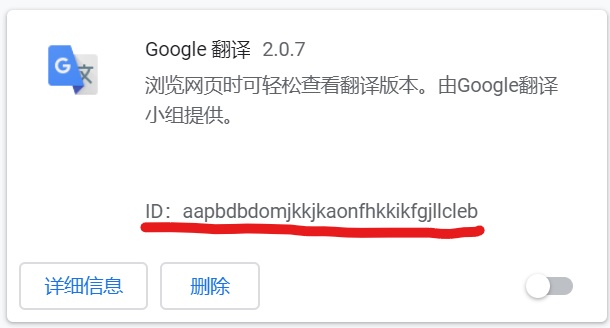 Google 翻译 2.0.7
浏览网页时可轻松查看翻译版本。由Google翻译
小组提供。
ID：aapbdbdomjkkjkaonfhkkikfgjllcleb
详细信息 删除